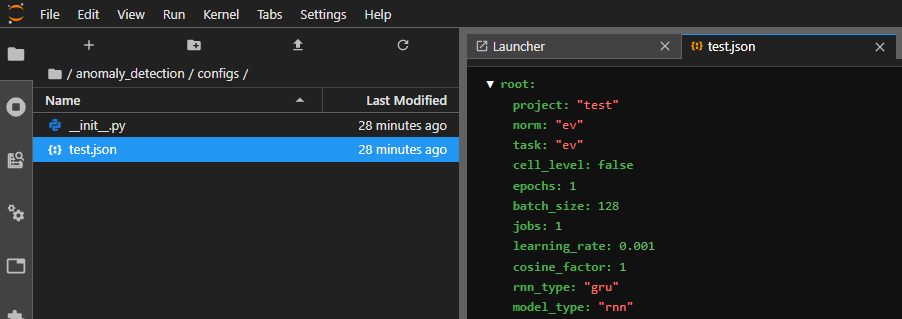 File Edit View Run Kernel Tabs Settings Help
/ anomaly_detection / configs /
Name Last Modified
__init__.py 28 minutes ago
test.json 28 minutes ago
Launcher test.json
root:
project: "test"
norm: "ev"
task: "ev"
cell_level: false
epochs: 1
batch_size: 128
jobs: 1
learning_rate: 0.001
cosine_factor: 1
rnn_type: "gru"
model_type: "rnn"